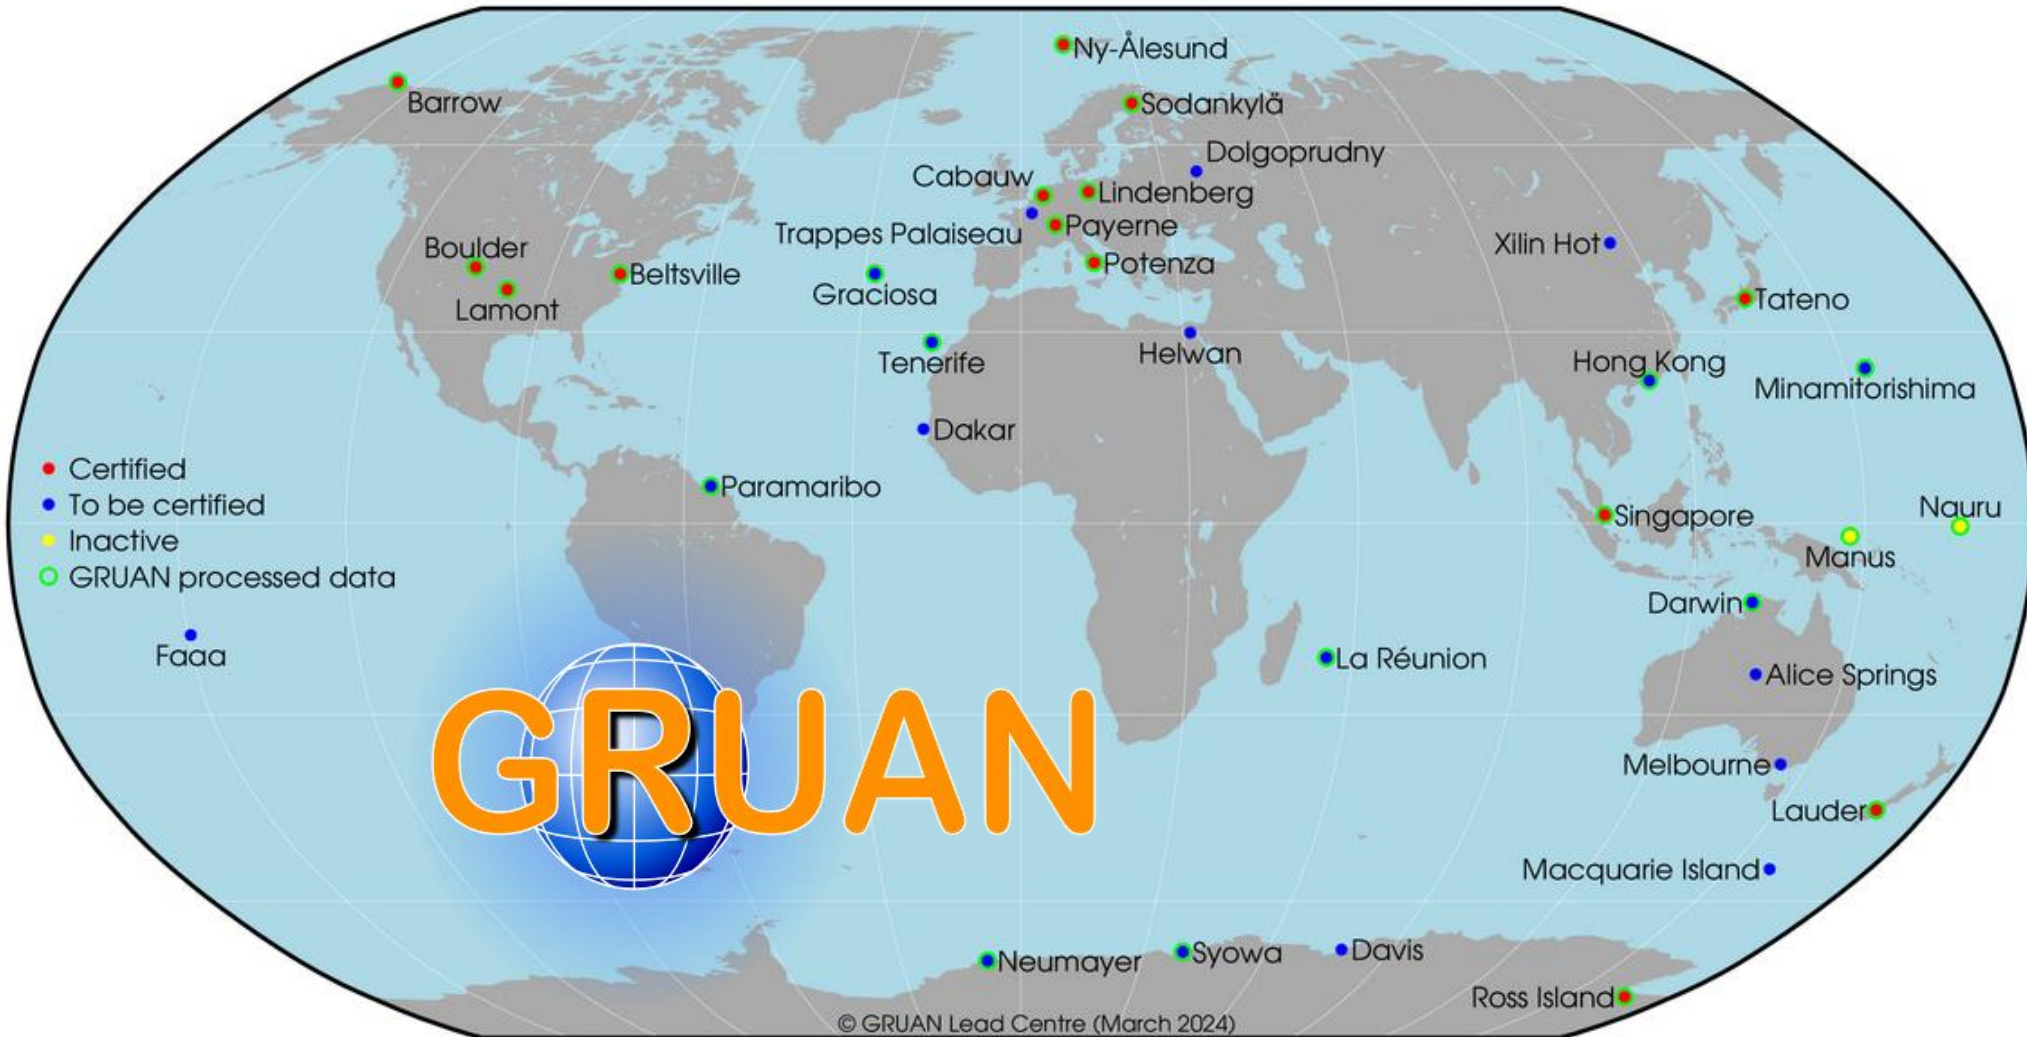 Ny-Ålesund
Barrow
Sodankylä
Dolgoprudny
Cabauw
Lindenberg
Trappes Palaiseau
Payerne
Xilin Hot
Boulder
Potenza
Beltsville
Graciosa
Lamont
Tateno
Tenerife
Helwan
Hong Kong
Minamitorishima
Dakar
Certified
To be certified
Inactive
GRUAN processed data
Paramaribo
Singapore
Nauru
Manus
Darwin
Faaa
La Réunion
Alice Springs
GRUAN
Melbourne
Lauder
Macquarie Island
Neumayer
Syowa
Davis
Ross Island
© GRUAN Lead Centre (March 2024)